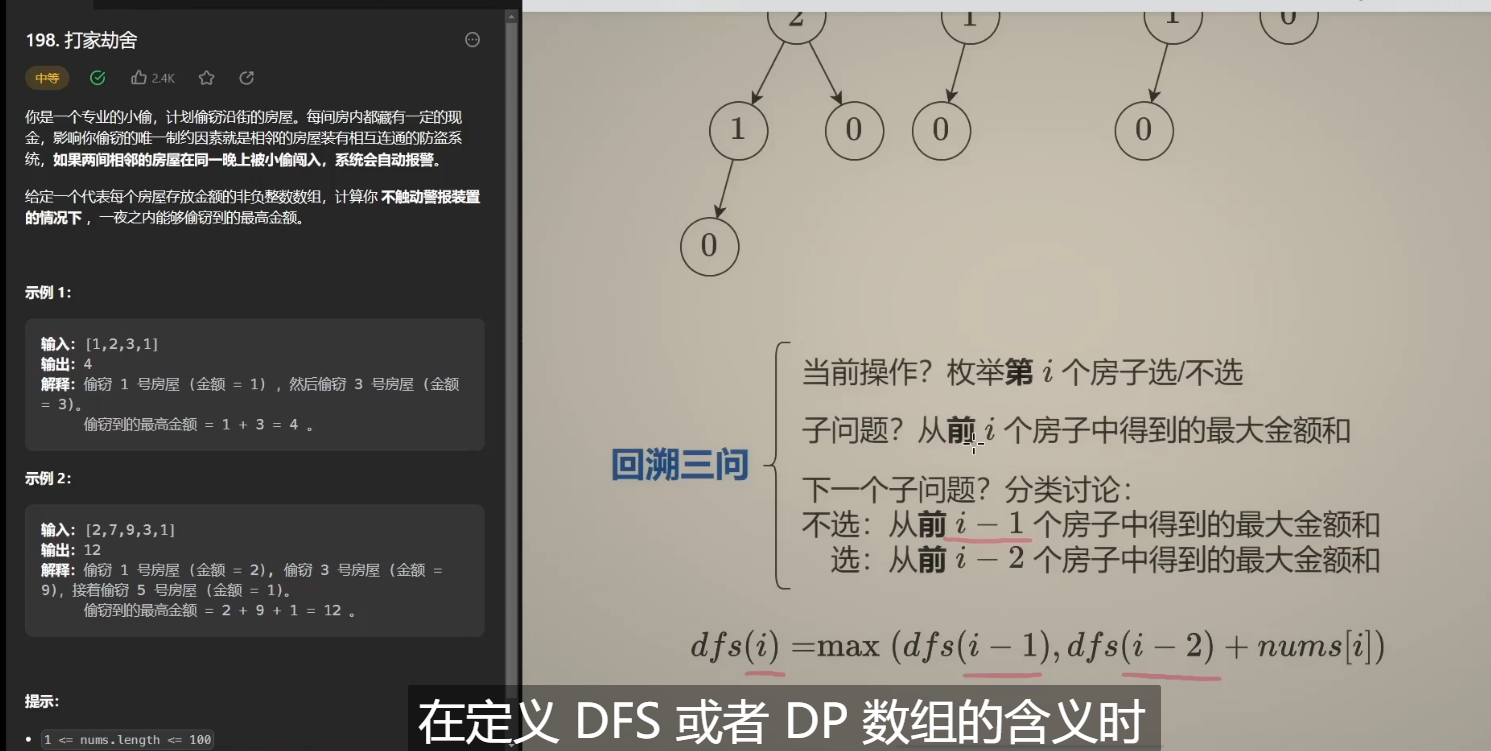 198. 打家劫舍
中等
2.4K
你是一个专业的小偷，计划偷窃沿街的房屋。每间房内都藏有一定的现
金，影响你偷窃的唯一制约因素就是相邻的房屋装有相互连通的防盗系
统，如果两间相邻的房屋在同一晚上被小偷闯入，系统会自动报警。
给定一个代表每个房屋存放金额的非负整数数组，计算你 不触动警报装置
的情况下 ，一夜之内能够偷窃到的最高金额。
示例 1：
输入：[1,2,3,1]
输出：4
解释：偷窃 1 号房屋 (金额 = 1) ，然后偷窃 3 号房屋 (金额
= 3)。
偷窃到的最高金额 = 1 + 3 = 4 。
示例 2：
输入：[2,7,9,3,1]
输出：12
解释：偷窃 1 号房屋 (金额 = 2), 偷窃 3 号房屋 (金额 =
9)，接着偷窃 5 号房屋 (金额 = 1)。
偷窃到的最高金额 = 2 + 9 + 1 = 12 。
提示：
1 <= nums.length <= 100
2 1 1 0
1 0 0 0
0
当前操作？枚举第 i 个房子选/不选
子问题？从前 i 个房子中得到的最大金额和
回溯三问
下一个子问题？分类讨论：
不选：从前 i − 1 个房子中得到的最大金额和
选：从前 i − 2 个房子中得到的最大金额和
dfs(i) =max (dfs(i − 1), dfs(i − 2) + nums[i])
在定义 DFS 或者 DP 数组的含义时